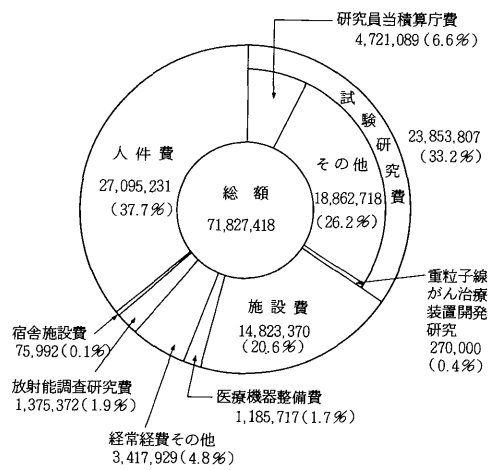 研究員当積算庁費
4,721,089(6.6%)
試験研究費
23,853,807
(33.2%)
その他
18,862,718
(26.2%)
人件費
27,095,231
(37.7%)
総額
71,827,418
重粒子線
がん治療
装置開発
研究
270,000
(0.4%)
施設費
14,823,370
(20.6%)
宿舎施設費
75,992(0.1%)
放射能調査研究費
1,375,372(1.9%)
医療機器整備費
1,185,717(1.7%)
経常経費その他
3,417,929(4.8%)